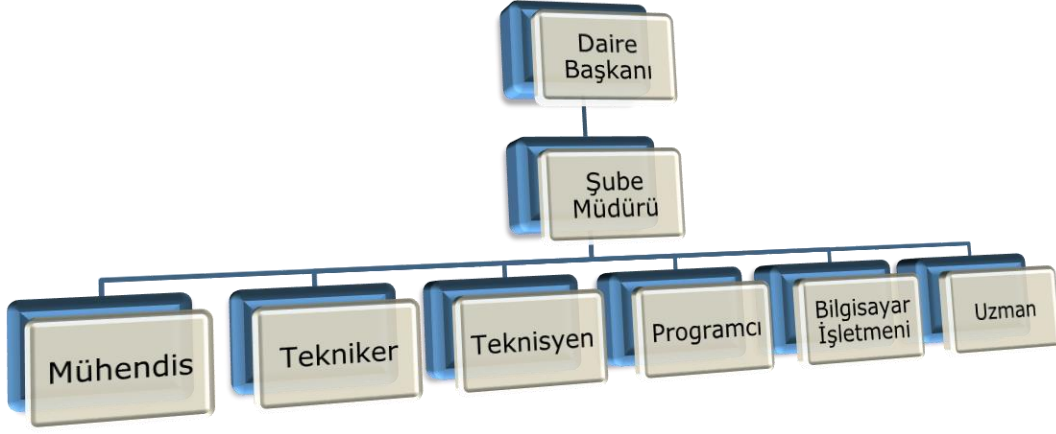 Daire
Başkanı
Şube
Müdürü
Mühendis
Tekniker
Teknisyen
Programcı
Bilgisayar
İşletmeni
Uzman